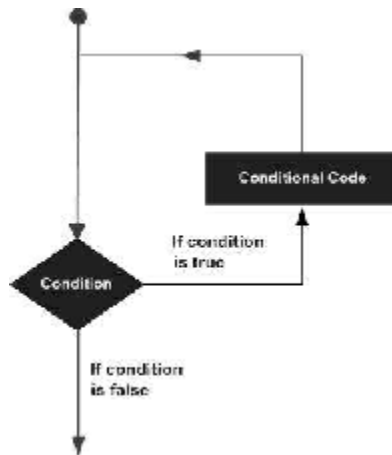 Conditional Code
If condition
is true
Condition
If condition
is false